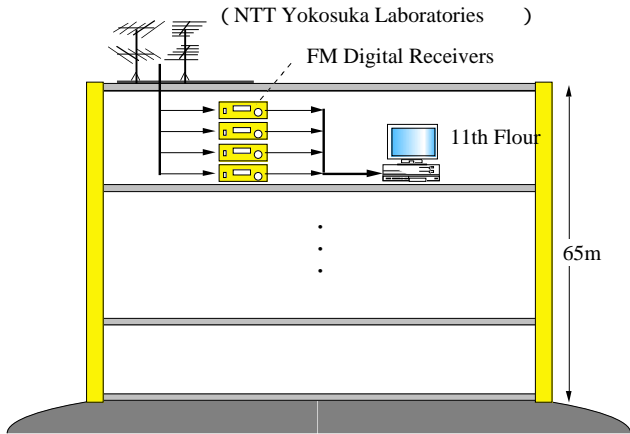 ( NTT Yokosuka Laboratories )
FM Digital Receivers
11th Flour
65m